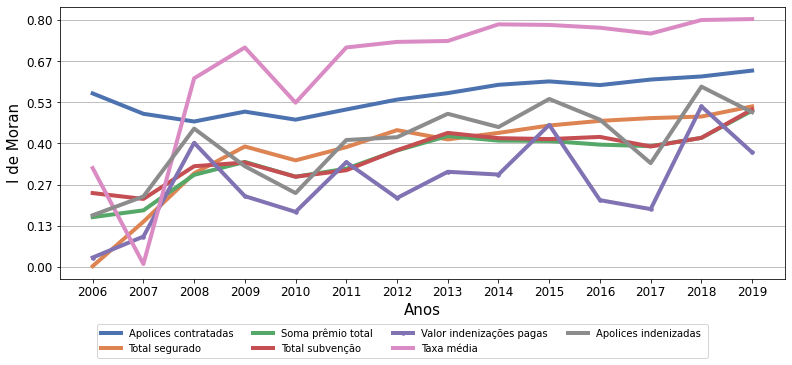 0.80
0.67
0.53
0.40
0.27
0.13
0.00
I de Moran
2006 2007 2008 2009 2010 2011 2012 2013 2014 2015 2016 2017 2018 2019
Anos
Apolices contratadas Soma prêmio total Valor indenizações pagas Apolices indenizadas
Total segurado Total subvenção Taxa média